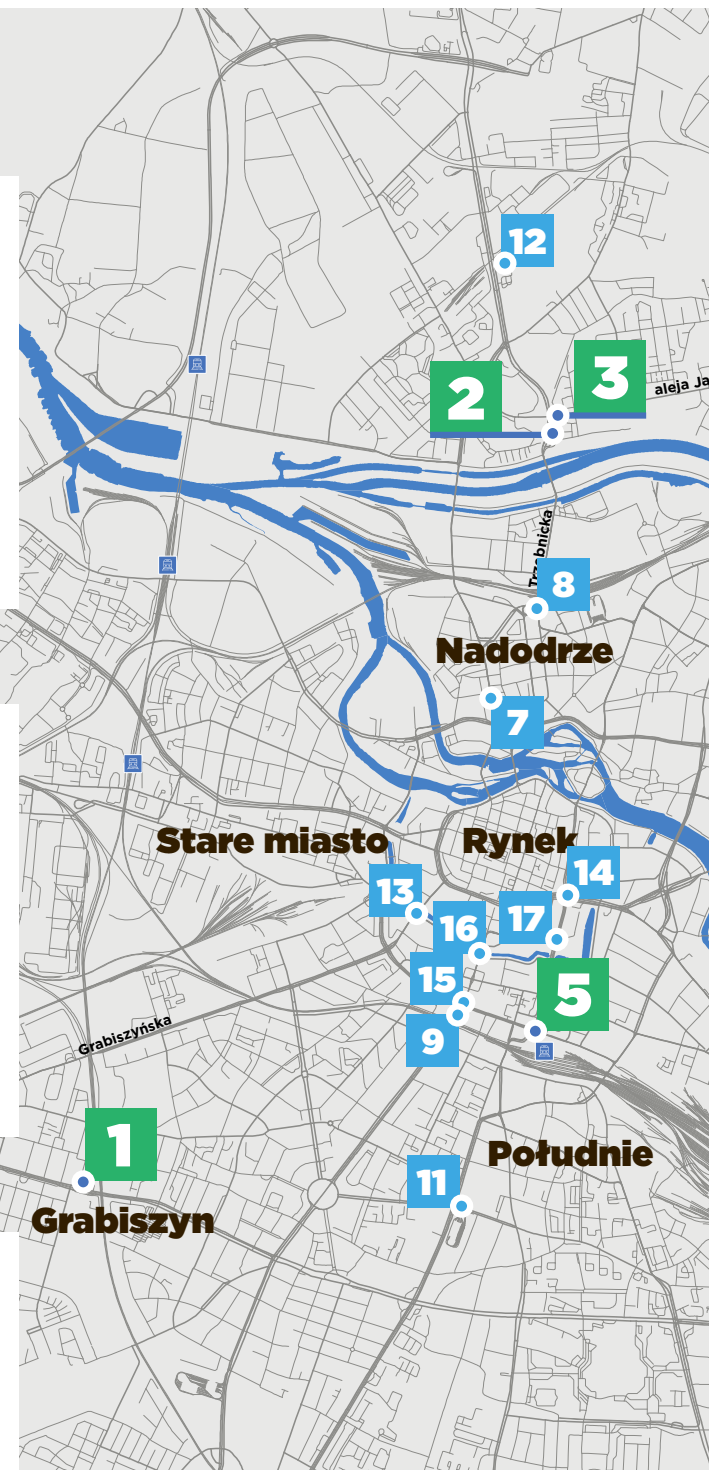 12
3
2
aleja Ja
Trzebnicka
8
Nadodrze
7
Stare miasto
Rynek
14
13
17
16
15
5
9
Grabiszyńska
1
Południe
11
Grabiszyn